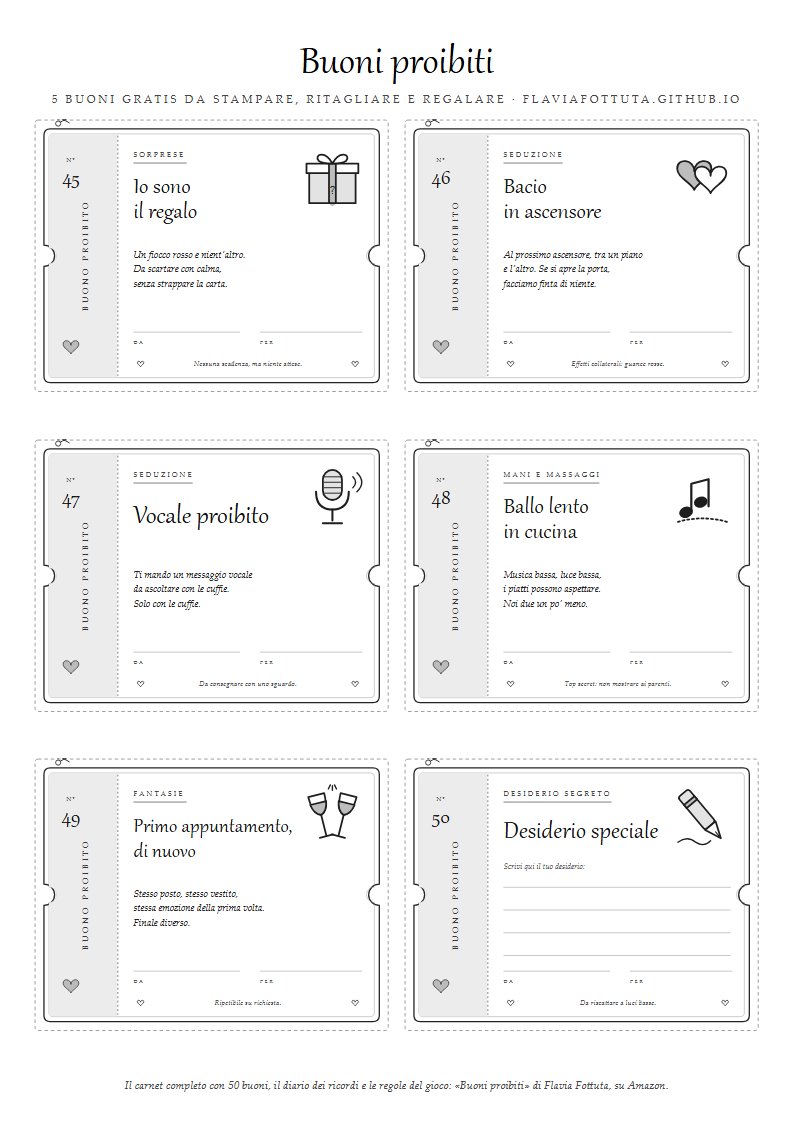 Buoni proibiti
5 BUONI GRATIS DA STAMPARE, RITAGLIARE E REGALARE · FLAVIAFOTTUTA.GITHUB.IO
N°
45
BUONO PROIBITO
SORPRESE
Io sono
il regalo
?
Un fiocco rosso e nient'altro.
Da scartare con calma,
senza strappare la carta.
DA
PER
Nessuna scadenza, ma niente attese.
N°
46
BUONO PROIBITO
SEDUZIONE
Bacio
in ascensore
Al prossimo ascensore, tra un piano
e l'altro. Se si apre la porta,
facciamo finta di niente.
DA
PER
Effetti collaterali: guance rosse.
N°
47
BUONO PROIBITO
SEDUZIONE
Vocale proibito
Ti mando un messaggio vocale
da ascoltare con le cuffie.
Solo con le cuffie.
DA
PER
Da consegnare con uno sguardo.
N°
48
BUONO PROIBITO
MANI E MASSAGGI
Ballo lento
in cucina
Musica bassa, luce bassa,
i piatti possono aspettare.
Noi due un po' meno.
DA
PER
Top secret: non mostrare ai parenti.
N°
49
BUONO PROIBITO
FANTASIE
Primo appuntamento,
di nuovo
Stesso posto, stesso vestito,
stessa emozione della prima volta.
Finale diverso.
DA
PER
Ripetibile su richiesta.
N°
50
BUONO PROIBITO
DESIDERIO SEGRETO
Desiderio speciale
Scrivi qui il tuo desiderio:
DA
PER
Da riscattare a luci basse.
Il carnet completo con 50 buoni, il diario dei ricordi e le regole del gioco: «Buoni proibiti» di Flavia Fottuta, su Amazon.